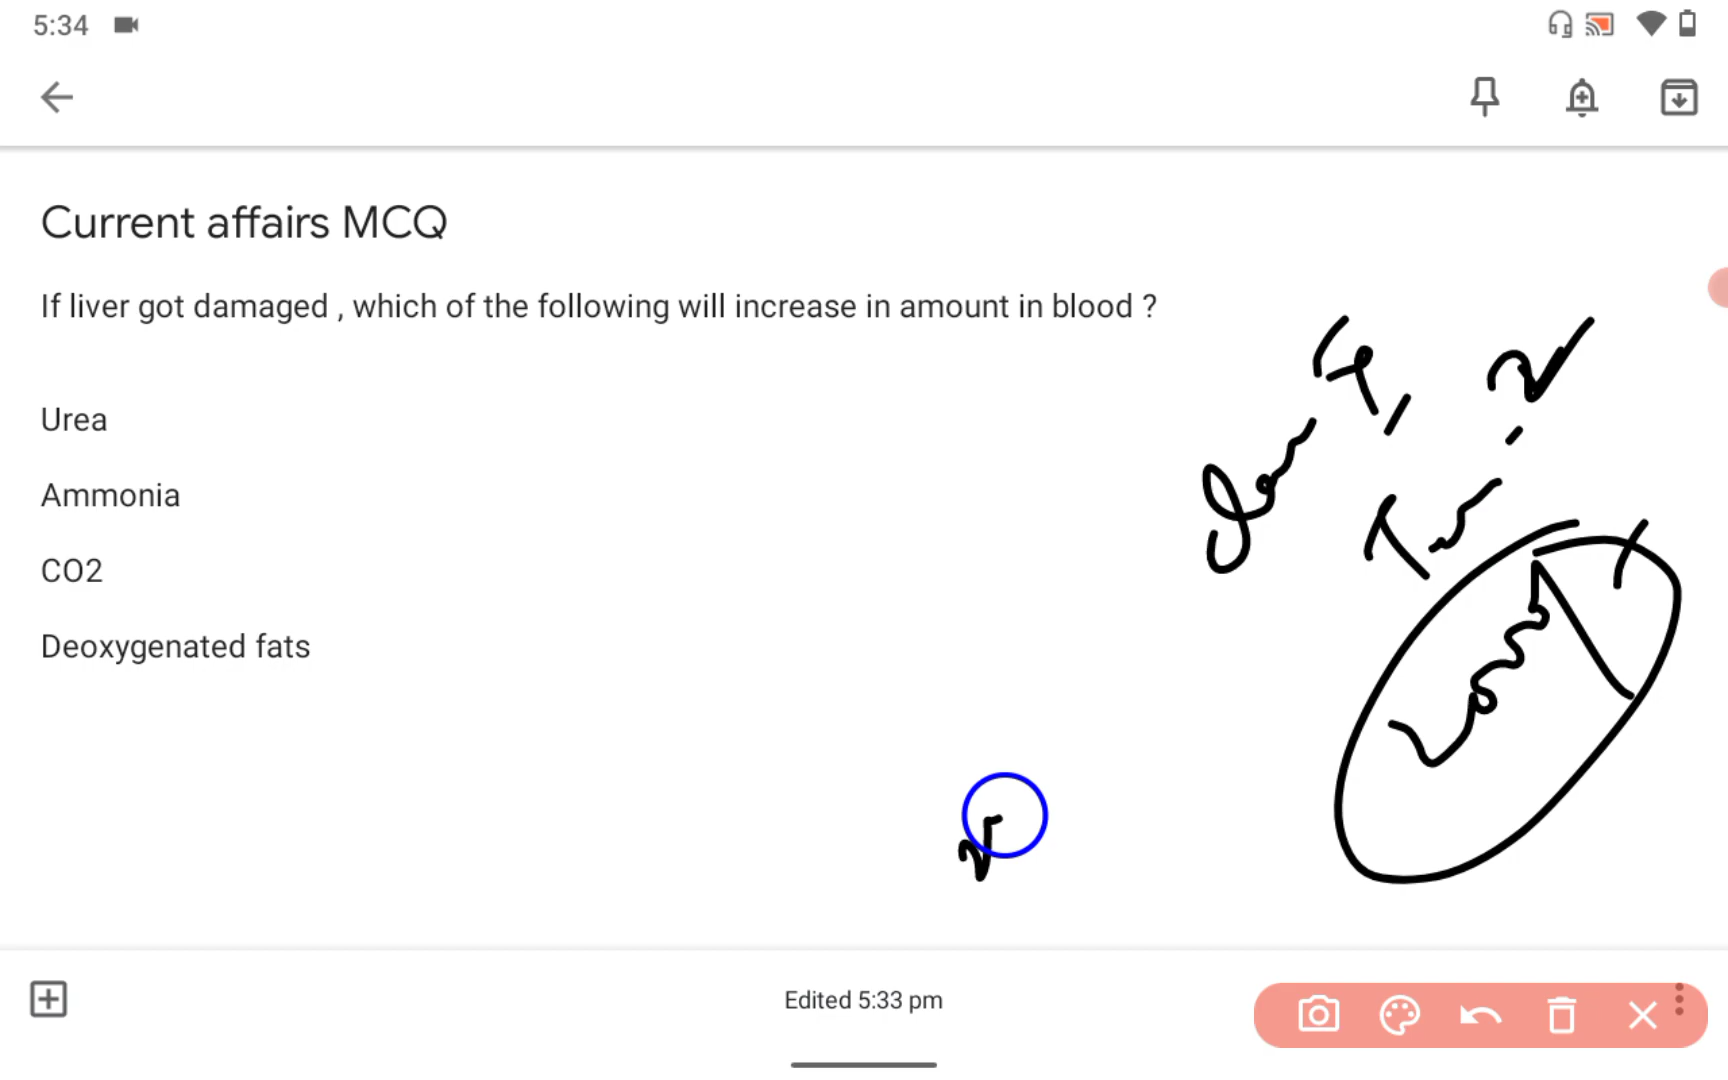 5:34
Current affairs MCQ
If liver got damaged , which of the following will increase in amount in blood ?
Urea
Ammonia
CO2
Deoxygenated fats
Edited 5:33 pm